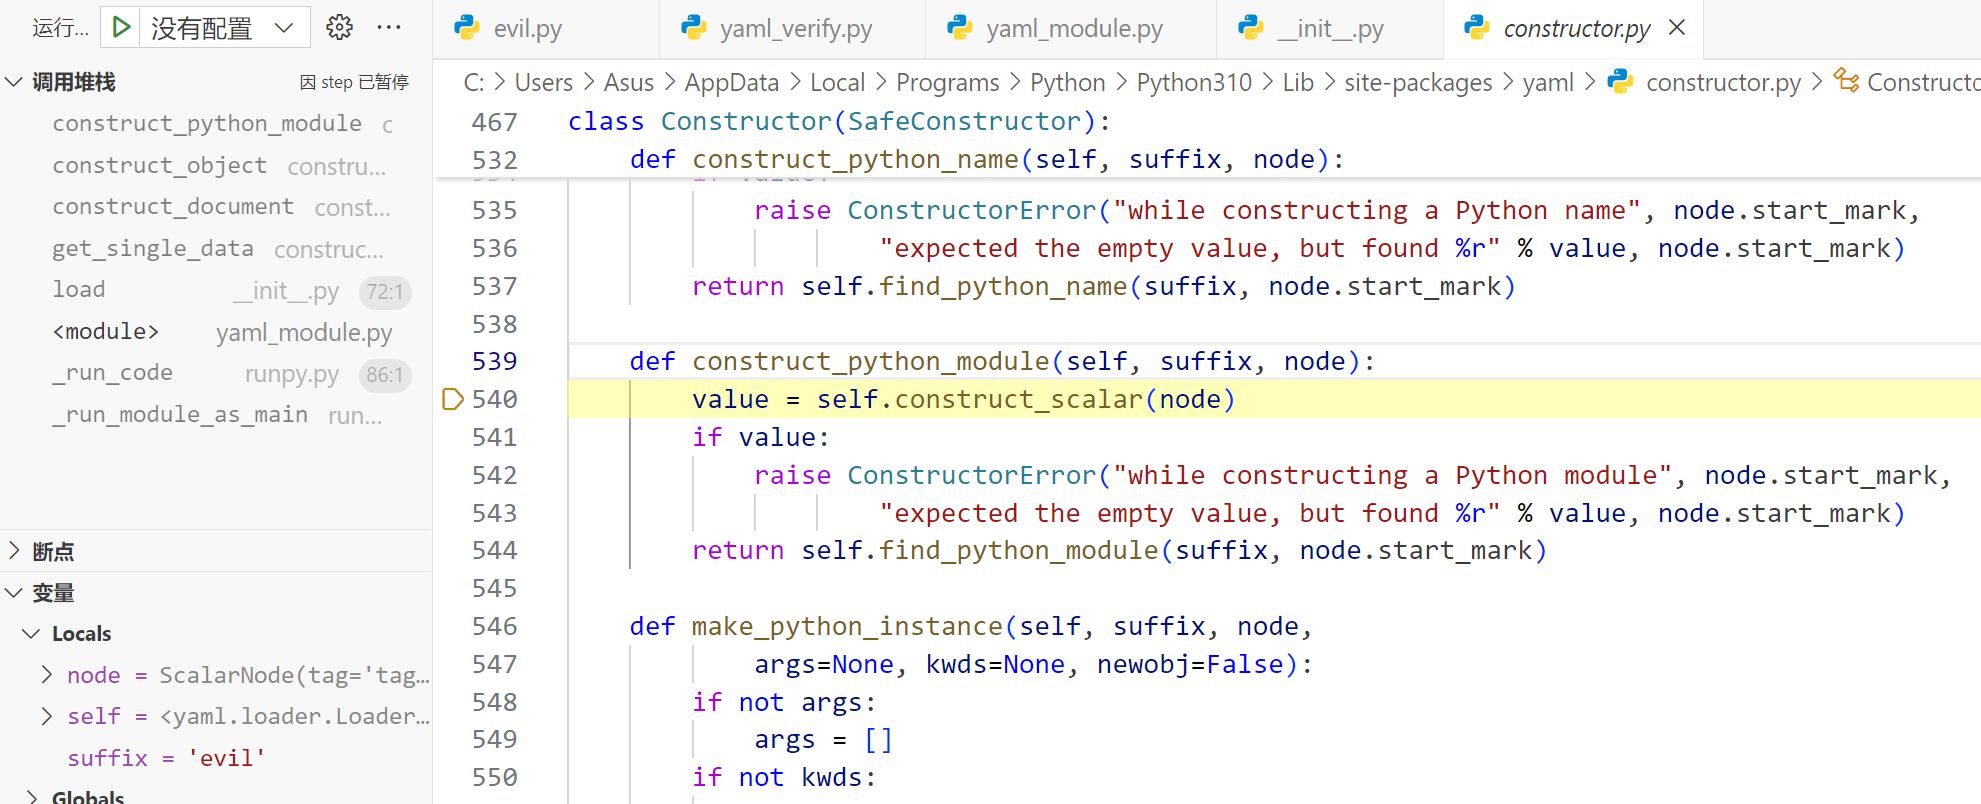 运行...
没有配置
evil.py
yaml_verify.py
yaml_module.py
__init__.py
constructor.py
C: > Users > Asus > AppData > Local > Programs > Python > Python310 > Lib > site-packages > yaml > constructor.py > Constructo
调用堆栈
因 step 已暂停
construct_python_module c
construct_object constru...
construct_document const...
get_single_data construc...
load __init__.py 72:1
<module> yaml_module.py
_run_code runpy.py 86:1
_run_module_as_main run...
断点
变量
Locals
node = ScalarNode(tag='tag...
self = <yaml.loader.Loader...
suffix = 'evil'
Globals
467 class Constructor(SafeConstructor):
532 def construct_python_name(self, suffix, node):
535 raise ConstructorError("while constructing a Python name", node.start_mark,
536 "expected the empty value, but found %r" % value, node.start_mark)
537 return self.find_python_name(suffix, node.start_mark)
538
539 def construct_python_module(self, suffix, node):
540 value = self.construct_scalar(node)
541 if value:
542 raise ConstructorError("while constructing a Python module", node.start_mark,
543 "expected the empty value, but found %r" % value, node.start_mark)
544 return self.find_python_module(suffix, node.start_mark)
545
546 def make_python_instance(self, suffix, node,
547 args=None, kwds=None, newobj=False):
548 if not args:
549 args = []
550 if not kwds: